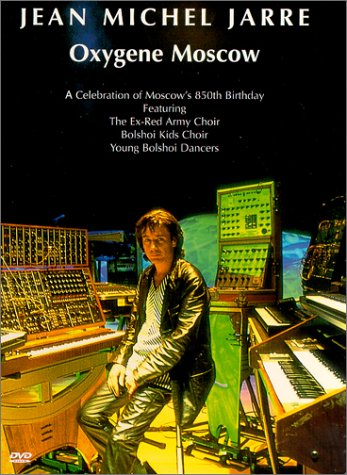 JEAN MICHEL JARRE
Oxygene Moscow
A Celebration of Moscow's 850th Birthday
Featuring
The Ex-Red Army Choir
Bolshoi Kids Choir
Young Bolshoi Dancers
DVD